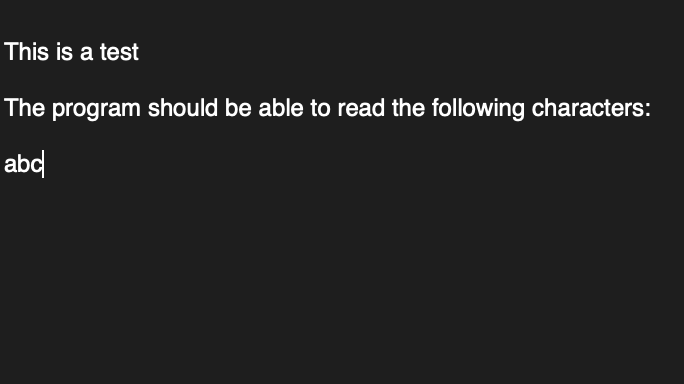 This is a test
The program should be able to read the following characters:
abc